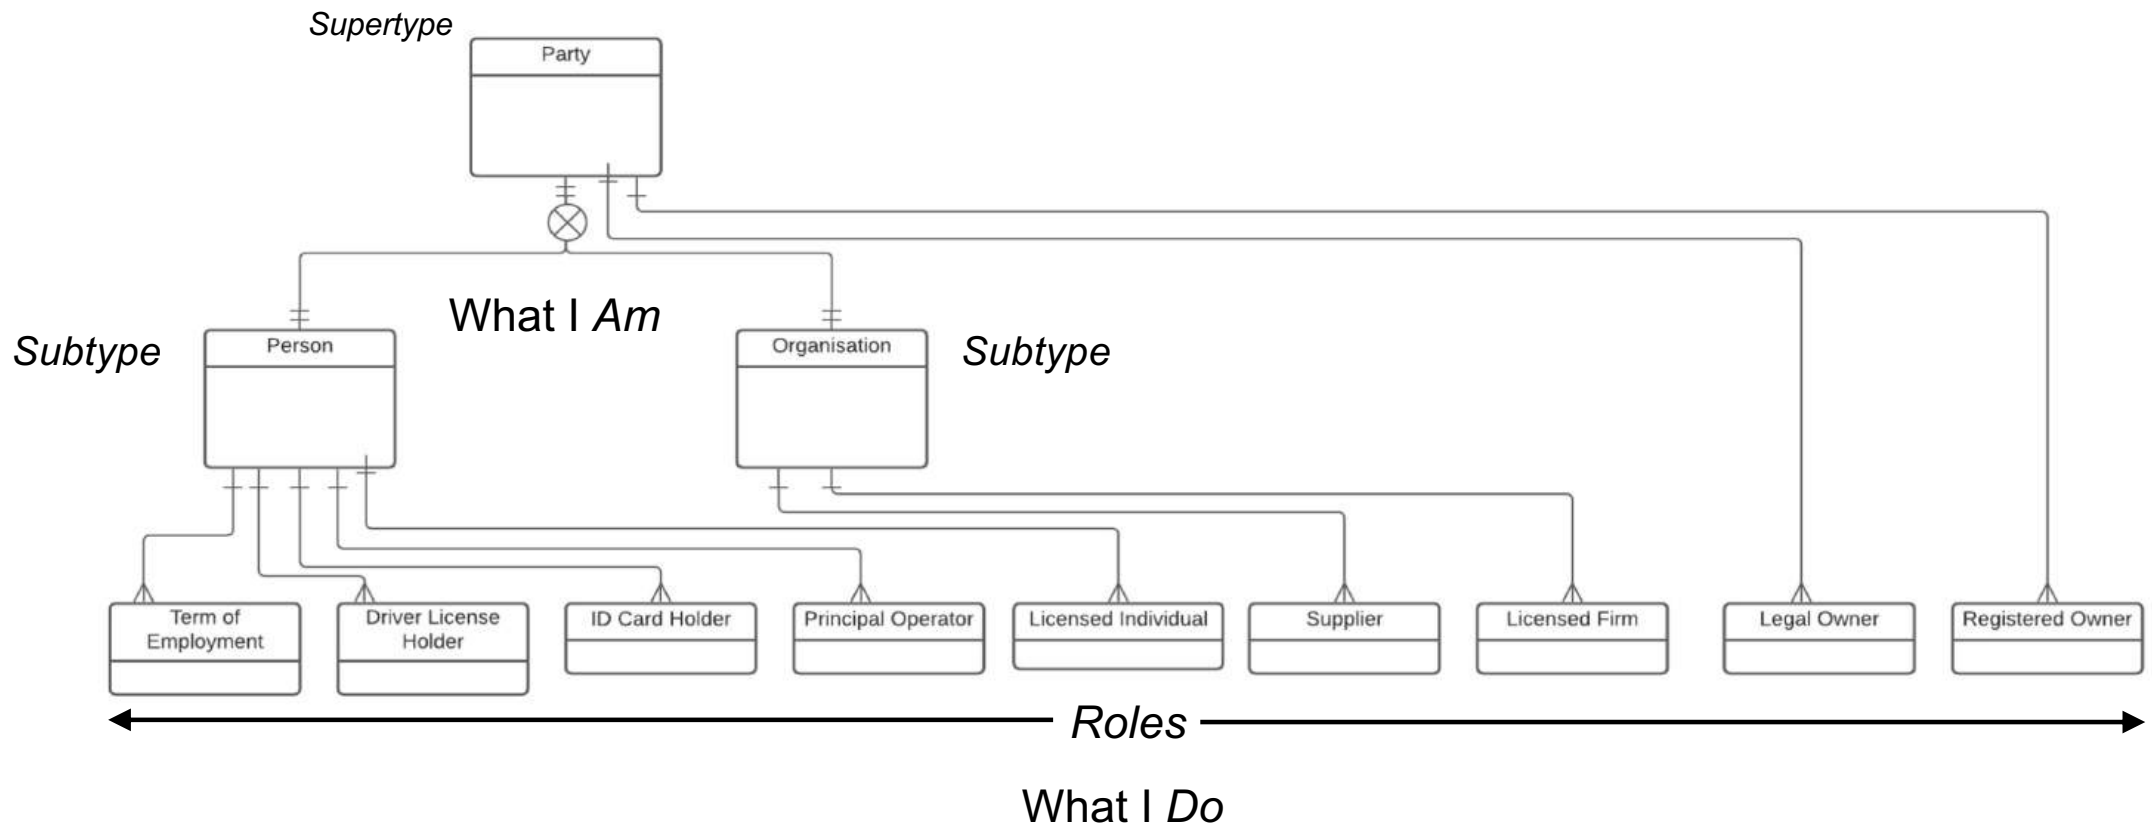 Supertype
Party
What I Am
Subtype
Person
Organisation
Subtype
Term of
Employment
Driver License
Holder
ID Card Holder
Principal Operator
Licensed Individual
Supplier
Licensed Firm
Legal Owner
Registered Owner
Roles
What I Do